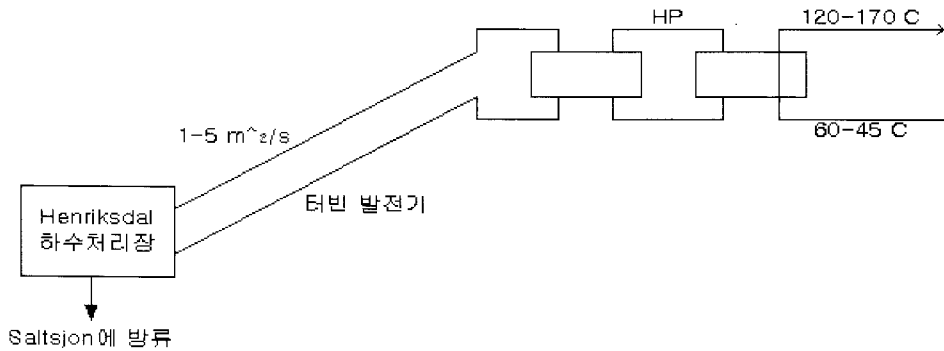 HP
120-170 C
60-45 C
1-5 m^2/s
터빈 발전기
Henriksdal
하수처리장
Saltsjon에 방류